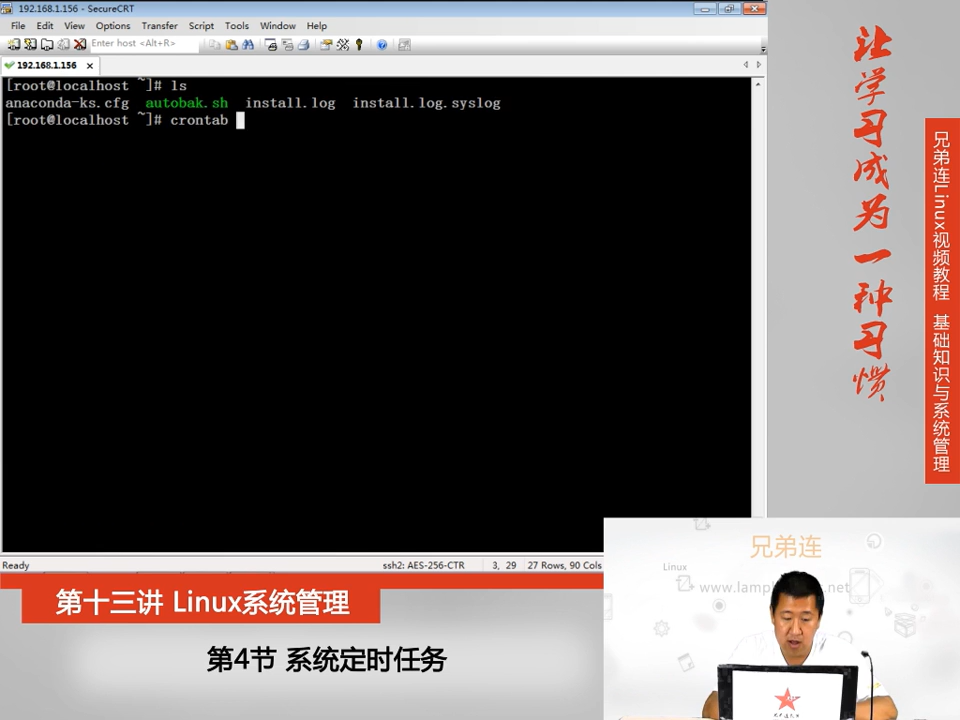 192.168.1.156 - SecureCRT
File Edit View Options Transfer Script Tools Window Help
Enter host <Alt+R>
192.168.1.156
[root@localhost ~]# ls
anaconda-ks.cfg autobak.sh install.log install.log.syslog
[root@localhost ~]# crontab
Ready ssh2: AES-256-CTR 3, 29 27 Rows, 90 Cols
第十三讲 Linux系统管理
第4节 系统定时任务
让学习成为一种习惯
兄弟连Linux视频教程 基础知识与系统管理
兄弟连
Linux